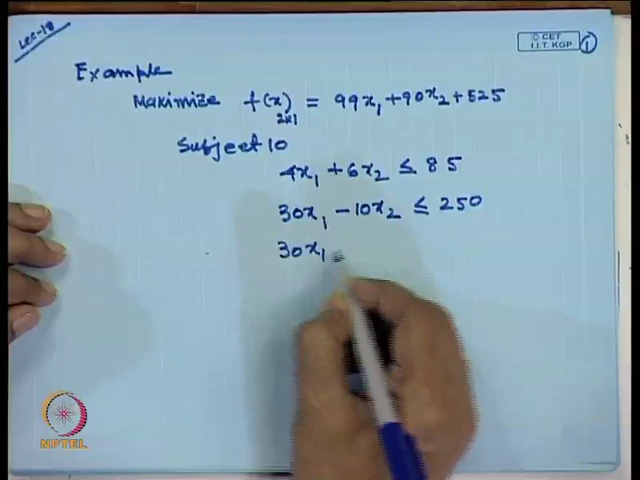 Lec-18
© CET
I.I.T. KGP
1
Example
Maximize f(x) = 99x₁ + 90x₂ + 525
2x1
Subject to
4x₁ + 6x₂ ≤ 85
30x₁ - 10x₂ ≤ 250
30x₁
NPTEL